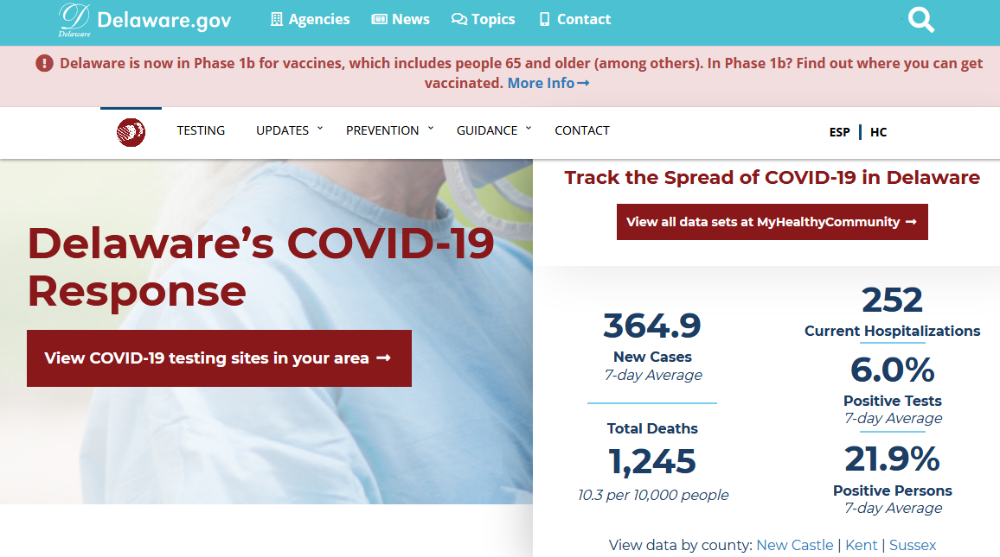 Delaware
Delaware.gov
Agencies
News
Topics
Contact
Delaware is now in Phase 1b for vaccines, which includes people 65 and older (among others). In Phase 1b? Find out where you can get
vaccinated. More Info→
TESTING
UPDATES
PREVENTION
GUIDANCE
CONTACT
ESP | HC
Delaware's COVID-19
Response
View COVID-19 testing sites in your area →
Track the Spread of COVID-19 in Delaware
View all data sets at MyHealthyCommunity →
364.9
New Cases
7-day Average
Total Deaths
1,245
10.3 per 10,000 people
252
Current Hospitalizations
6.0%
Positive Tests
7-day Average
21.9%
Positive Persons
7-day Average
View data by county: New Castle | Kent | Sussex